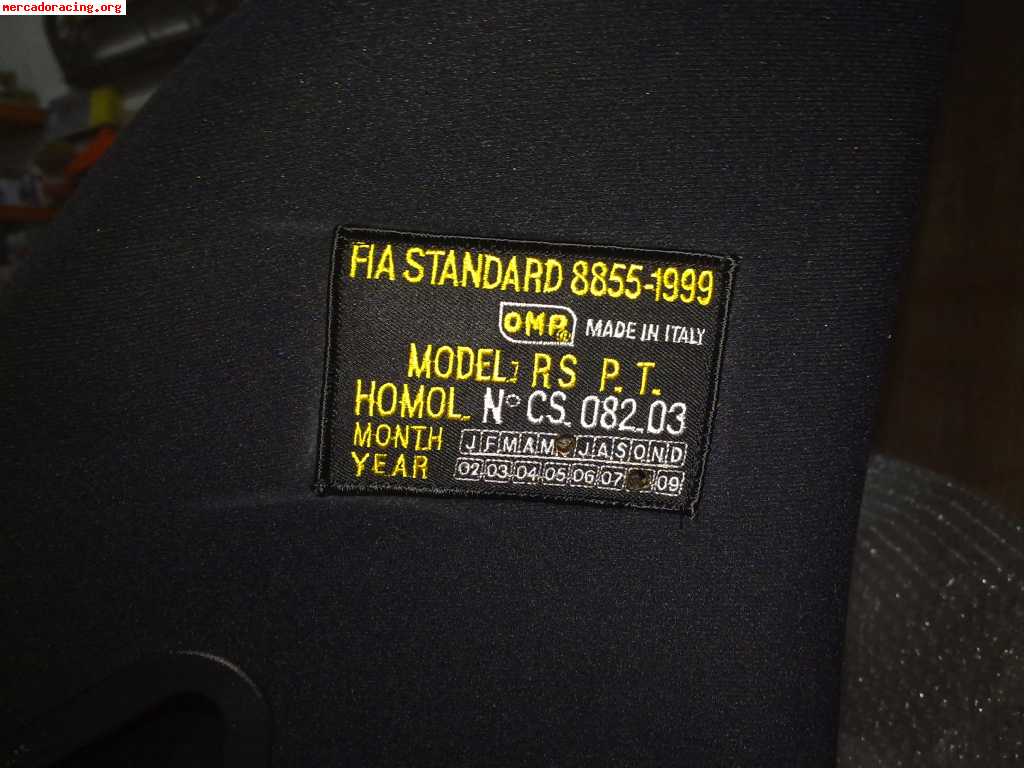 mercadoracing.org
FIA STANDARD 8855-1999
OMP MADE IN ITALY
MODEL: RS P.T.
HOMOL. N° CS.082.03
MONTH J F M A M J A S O N D
YEAR 02 03 04 05 06 07 09